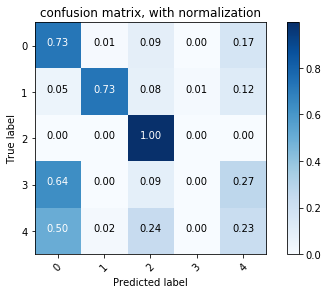 confusion matrix, with normalization
0 0.73 0.01 0.09 0.00 0.17
1 0.05 0.73 0.08 0.01 0.12
2 0.00 0.00 1.00 0.00 0.00
3 0.64 0.00 0.09 0.00 0.27
4 0.50 0.02 0.24 0.00 0.23
0 1 2 3 4
True label
Predicted label
0.8
0.6
0.4
0.2
0.0